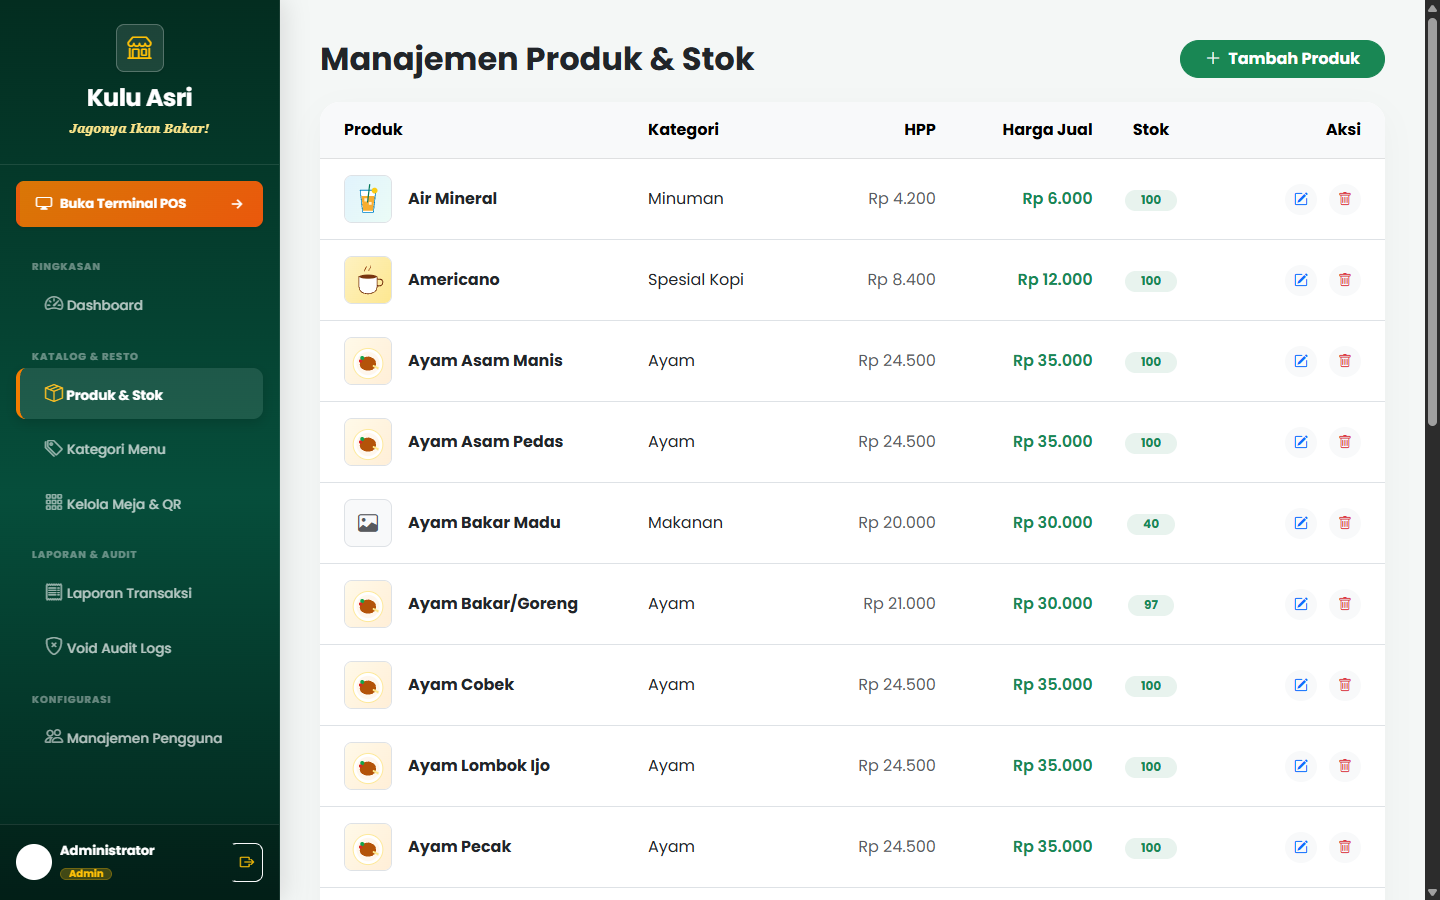 Kulu Asri
Jagonya Ikan Bakar!
Buka Terminal POS
RINGKASAN
Dashboard
KATALOG & RESTO
Produk & Stok
Kategori Menu
Kelola Meja & QR
LAPORAN & AUDIT
Laporan Transaksi
Void Audit Logs
KONFIGURASI
Manajemen Pengguna
Administrator
Admin
Manajemen Produk & Stok
Tambah Produk
Produk Kategori HPP Harga Jual Stok Aksi
Air Mineral Minuman Rp 4.200 Rp 6.000 100
Americano Spesial Kopi Rp 8.400 Rp 12.000 100
Ayam Asam Manis Ayam Rp 24.500 Rp 35.000 100
Ayam Asam Pedas Ayam Rp 24.500 Rp 35.000 100
Ayam Bakar Madu Makanan Rp 20.000 Rp 30.000 40
Ayam Bakar/Goreng Ayam Rp 21.000 Rp 30.000 97
Ayam Cobek Ayam Rp 24.500 Rp 35.000 100
Ayam Lombok Ijo Ayam Rp 24.500 Rp 35.000 100
Ayam Pecak Ayam Rp 24.500 Rp 35.000 100